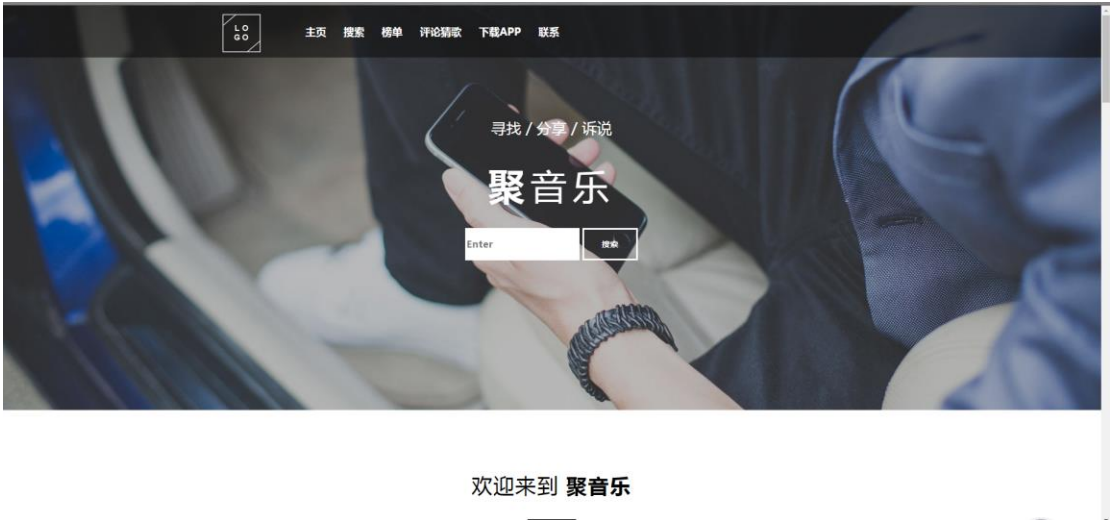 LO
GO
主页 搜索 榜单 评论猜歌 下载APP 联系
寻找 / 分享 / 诉说
聚音乐
Enter 搜索
欢迎来到 聚音乐